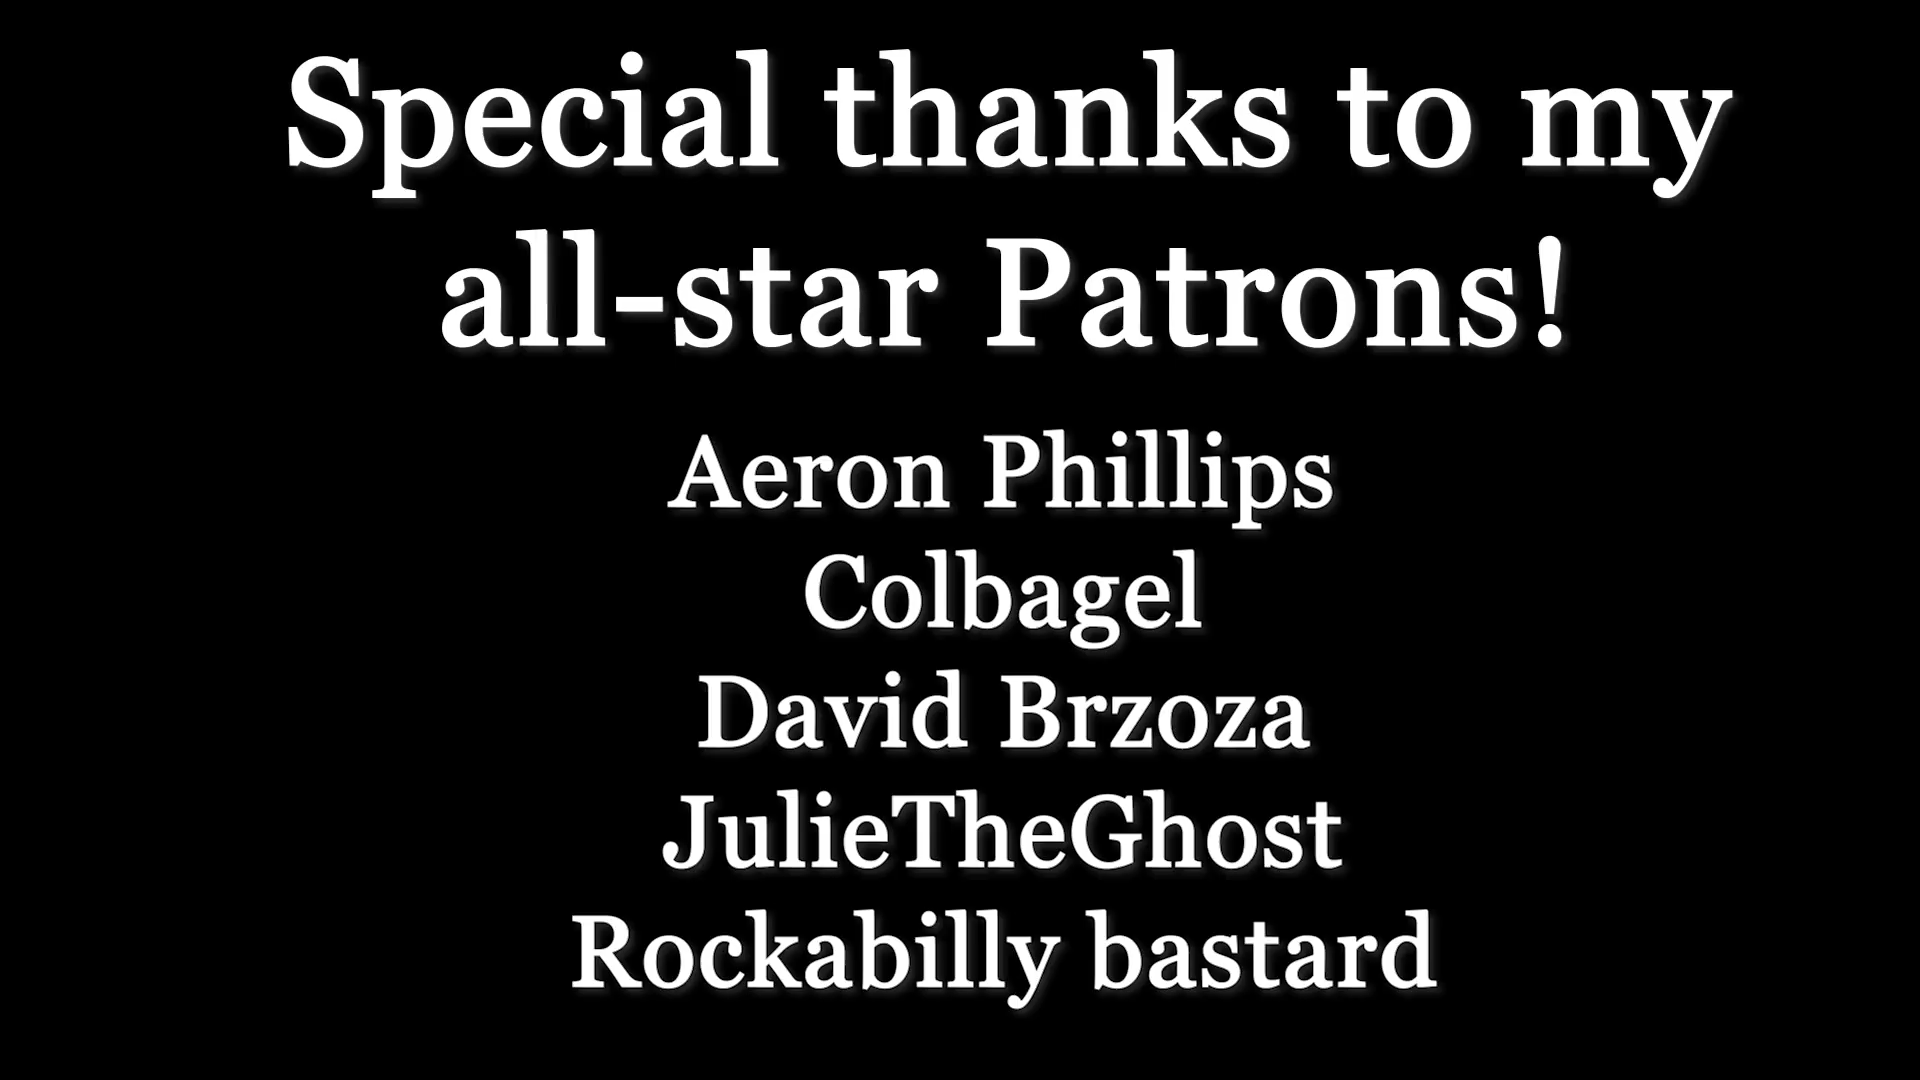 Special thanks to my
all-star Patrons!
Aeron Phillips
Colbagel
David Brzoza
JulieTheGhost
Rockabilly bastard